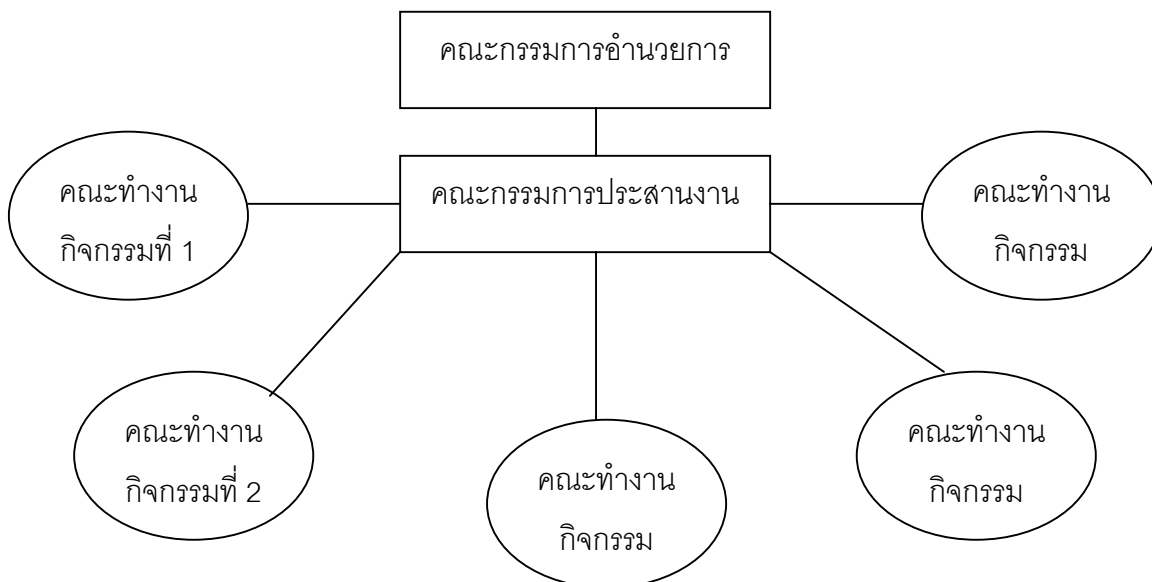 คณะกรรมการอำนวยการ
คณะกรรมการประสานงาน
คณะทำงาน
กิจกรรมที่ 1
คณะทำงาน
กิจกรรม
คณะทำงาน
กิจกรรมที่ 2
คณะทำงาน
กิจกรรม
คณะทำงาน
กิจกรรม